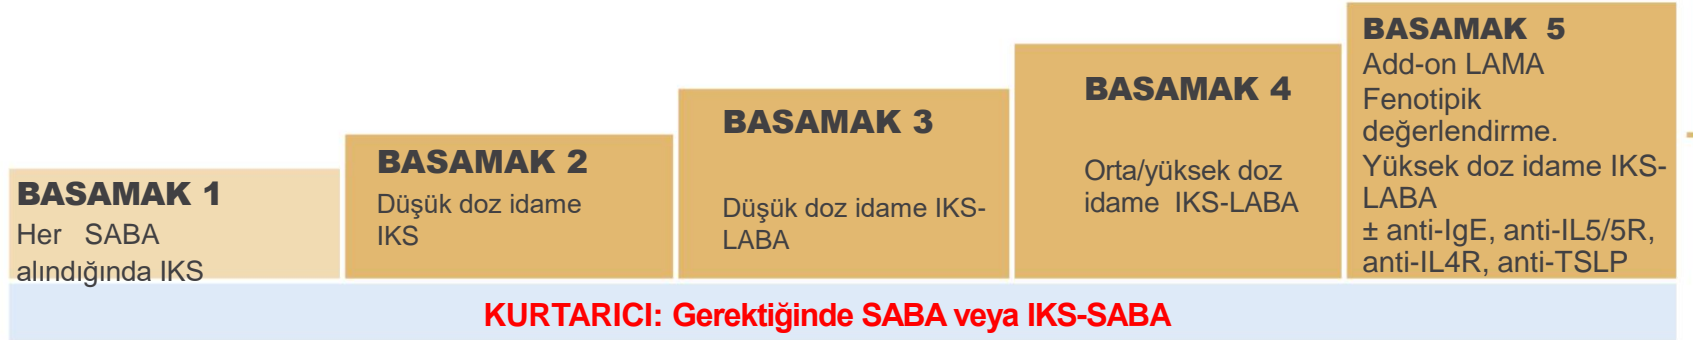 BASAMAK 1
Her SABA
alındığında IKS
BASAMAK 2
Düşük doz idame
IKS
BASAMAK 3
Düşük doz idame IKS-
LABA
BASAMAK 4
Orta/yüksek doz
idame IKS-LABA
BASAMAK 5
Add-on LAMA
Fenotipik
değerlendirme.
Yüksek doz idame IKS-
LABA
± anti-IgE, anti-IL5/5R,
anti-IL4R, anti-TSLP
KURTARICI: Gerektiğinde SABA veya IKS-SABA